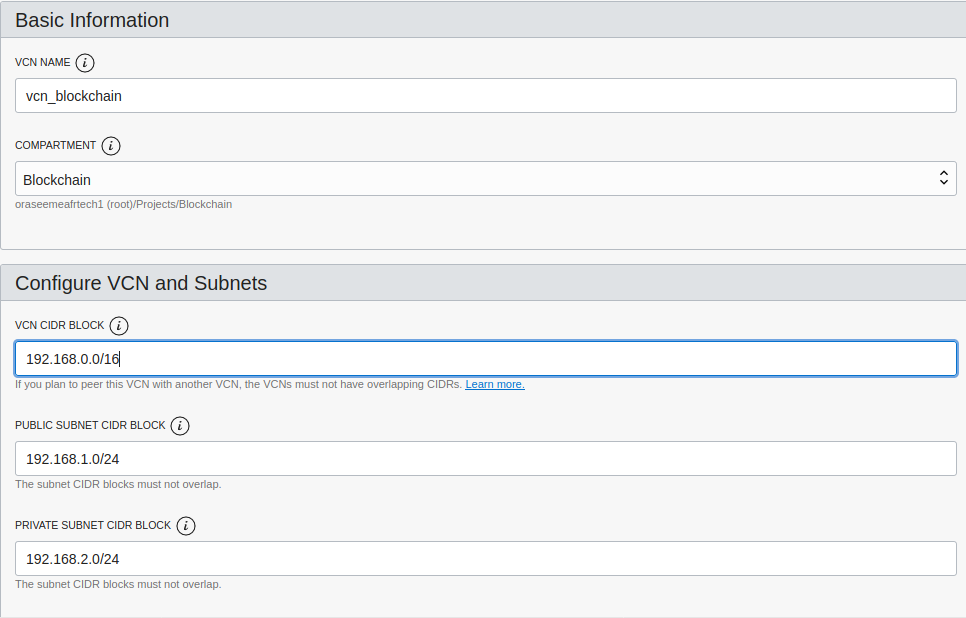 Basic Information
VCN NAME i
vcn_blockchain
COMPARTMENT i
Blockchain
oraseemeafrtech1 (root)/Projects/Blockchain
Configure VCN and Subnets
VCN CIDR BLOCK i
192.168.0.0/16
If you plan to peer this VCN with another VCN, the VCNs must not have overlapping CIDRs. Learn more.
PUBLIC SUBNET CIDR BLOCK i
192.168.1.0/24
The subnet CIDR blocks must not overlap.
PRIVATE SUBNET CIDR BLOCK i
192.168.2.0/24
The subnet CIDR blocks must not overlap.